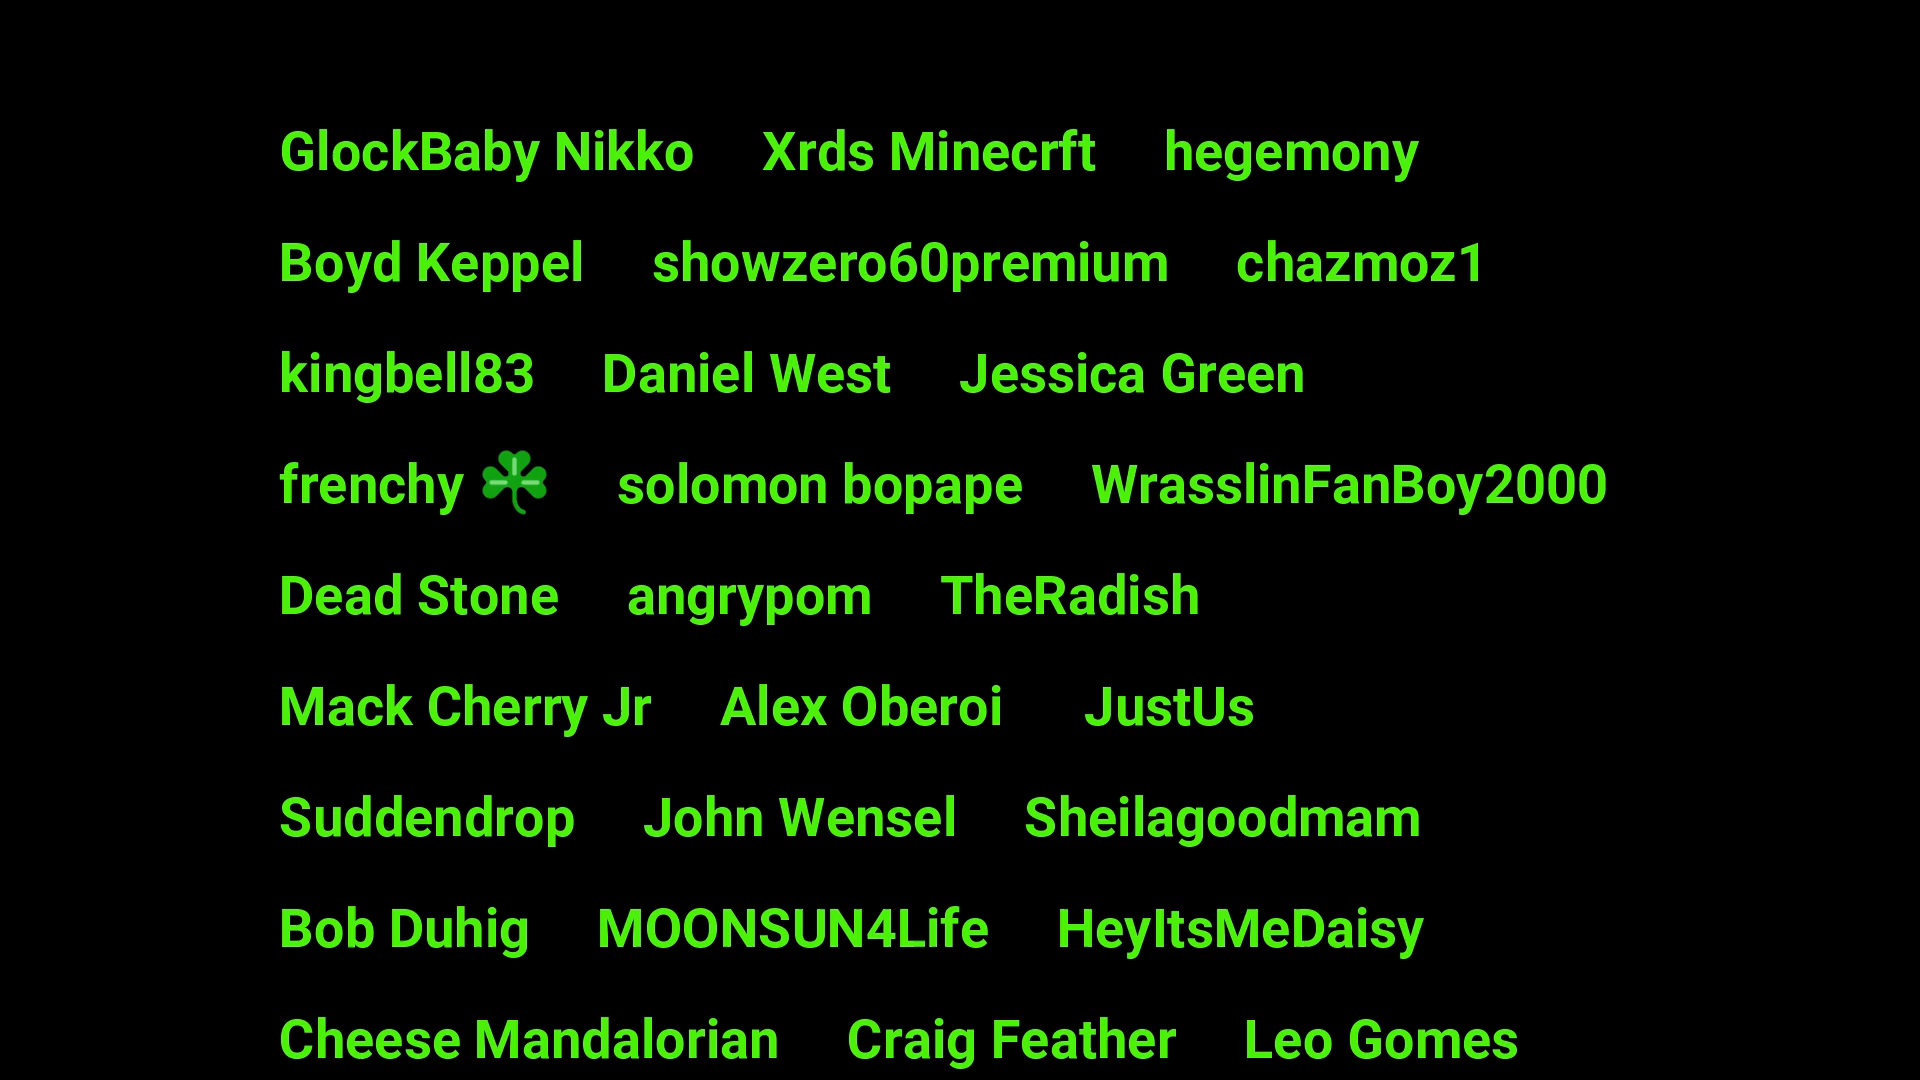 GlockBaby Nikko Xrds Minecrft hegemony
Boyd Keppel showzero60premium chazmoz1
kingbell83 Daniel West Jessica Green
frenchy ☘️ solomon bopape WrasslinFanBoy2000
Dead Stone angrypom TheRadish
Mack Cherry Jr Alex Oberoi JustUs
Suddendrop John Wensel Sheilagoodmam
Bob Duhig MOONSUN4Life HeyItsMeDaisy
Cheese Mandalorian Craig Feather Leo Gomes